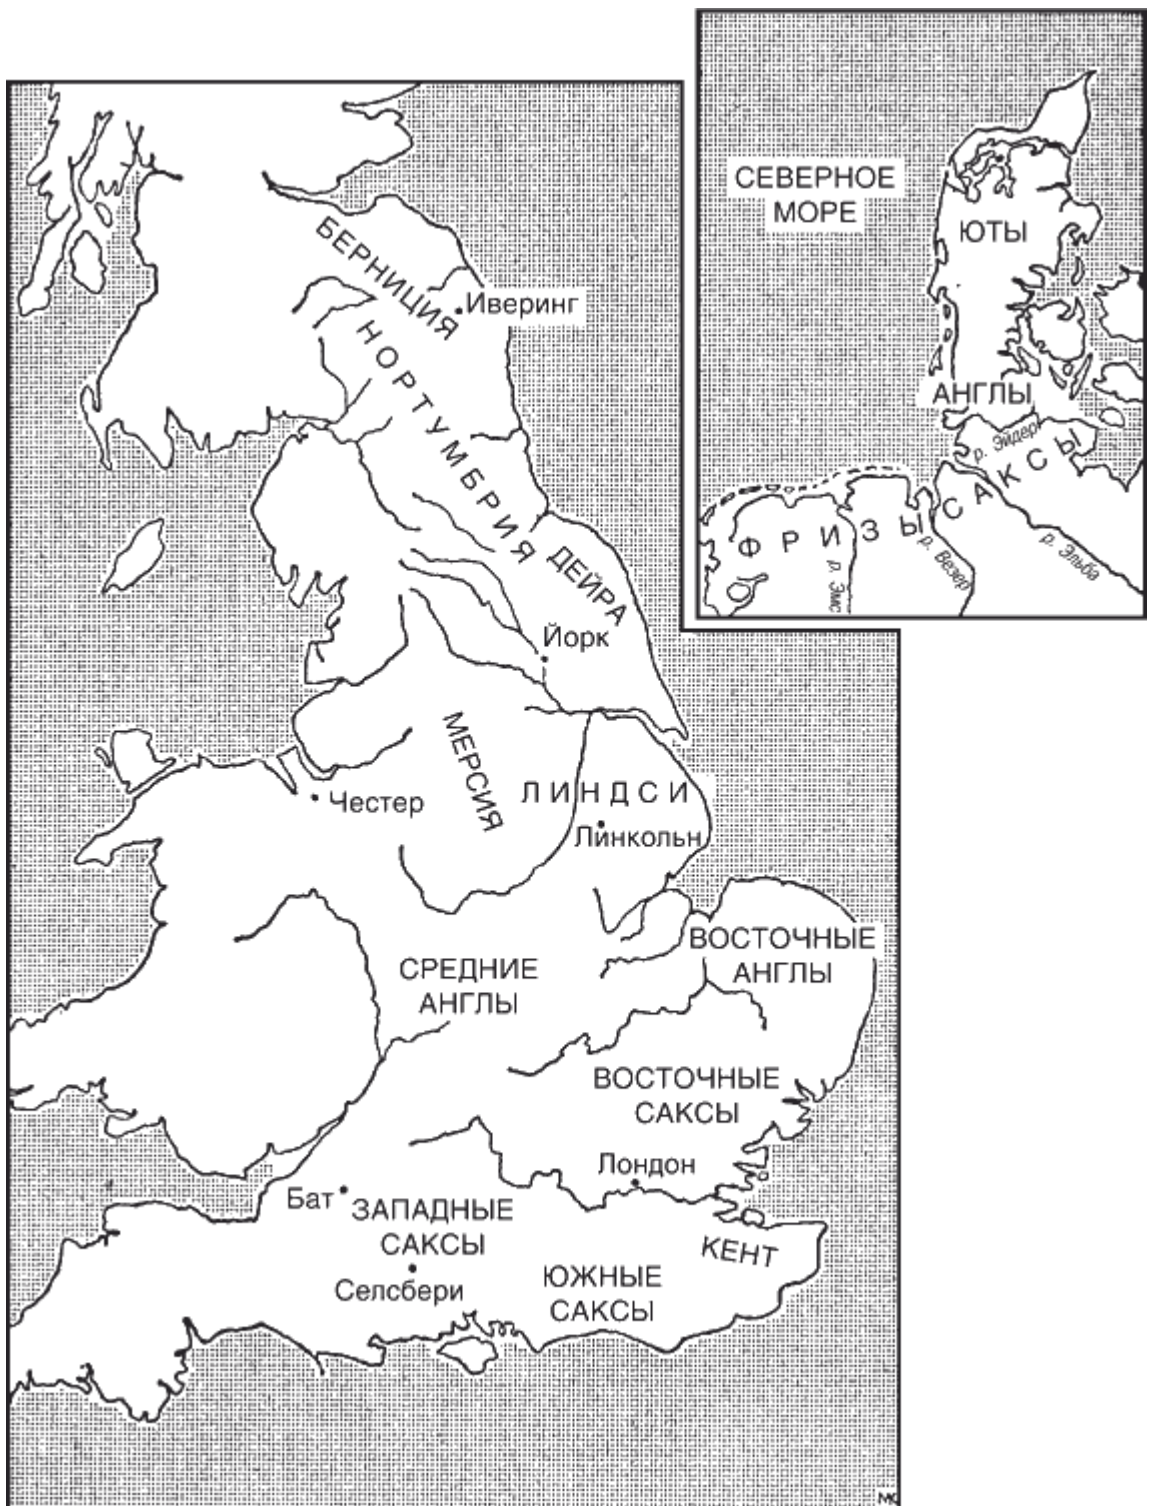 СЕВЕРНОЕ
МОРЕ
ЮТЫ
АНГЛЫ
р. Эйдер
САКСЫ
ФРИЗЫ
р. Эмс
р. Везер
р. Эльба
БЕРНИЦИЯ
Иверинг
НОРТУМБРИЯ
ДЕЙРА
Йорк
МЕРСИЯ
Честер
ЛИНДСИ
Линкольн
СРЕДНИЕ
АНГЛЫ
ВОСТОЧНЫЕ
АНГЛЫ
ВОСТОЧНЫЕ
САКСЫ
Лондон
Бат
ЗАПАДНЫЕ
САКСЫ
Селсбери
ЮЖНЫЕ
САКСЫ
КЕНТ